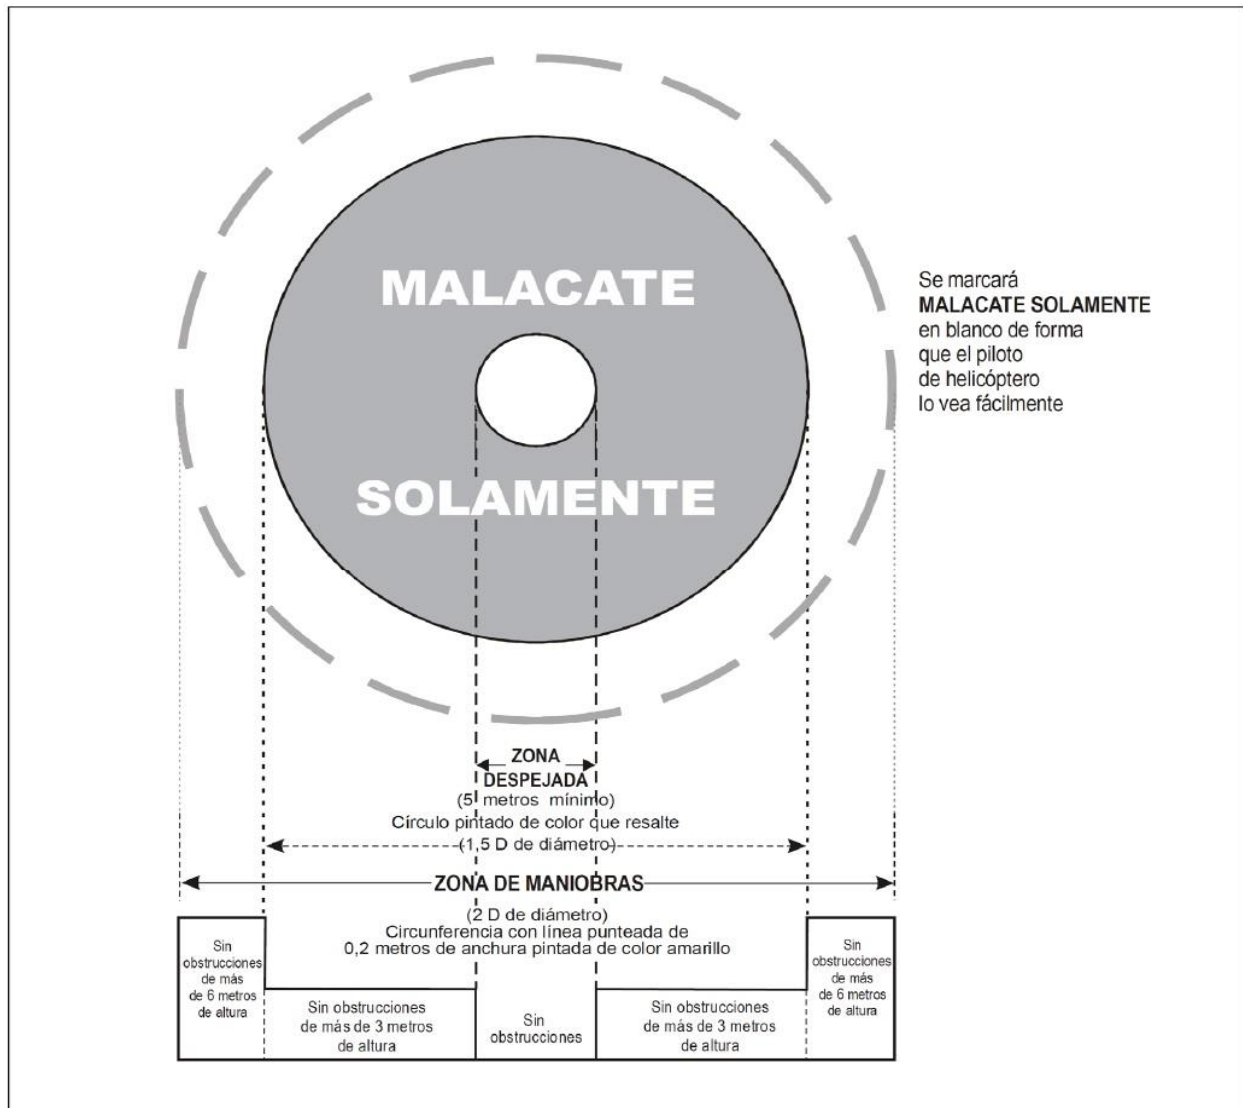 MALACATE
SOLAMENTE
Se marcará
MALACATE SOLAMENTE
en blanco de forma
que el piloto
de helicóptero
lo vea fácilmente
ZONA
DESPEJADA
(5 metros mínimo)
Círculo pintado de color que resalte
(1,5 D de diámetro)
ZONA DE MANIOBRAS
(2 D de diámetro)
Circunferencia con línea punteada de
0,2 metros de anchura pintada de color amarillo
Sin
obstrucciones
de más
de 6 metros
de altura
Sin obstrucciones
de más de 3 metros
de altura
Sin
obstrucciones
Sin obstrucciones
de más de 3 metros
de altura
Sin
obstrucciones
de más
de 6 metros
de altura